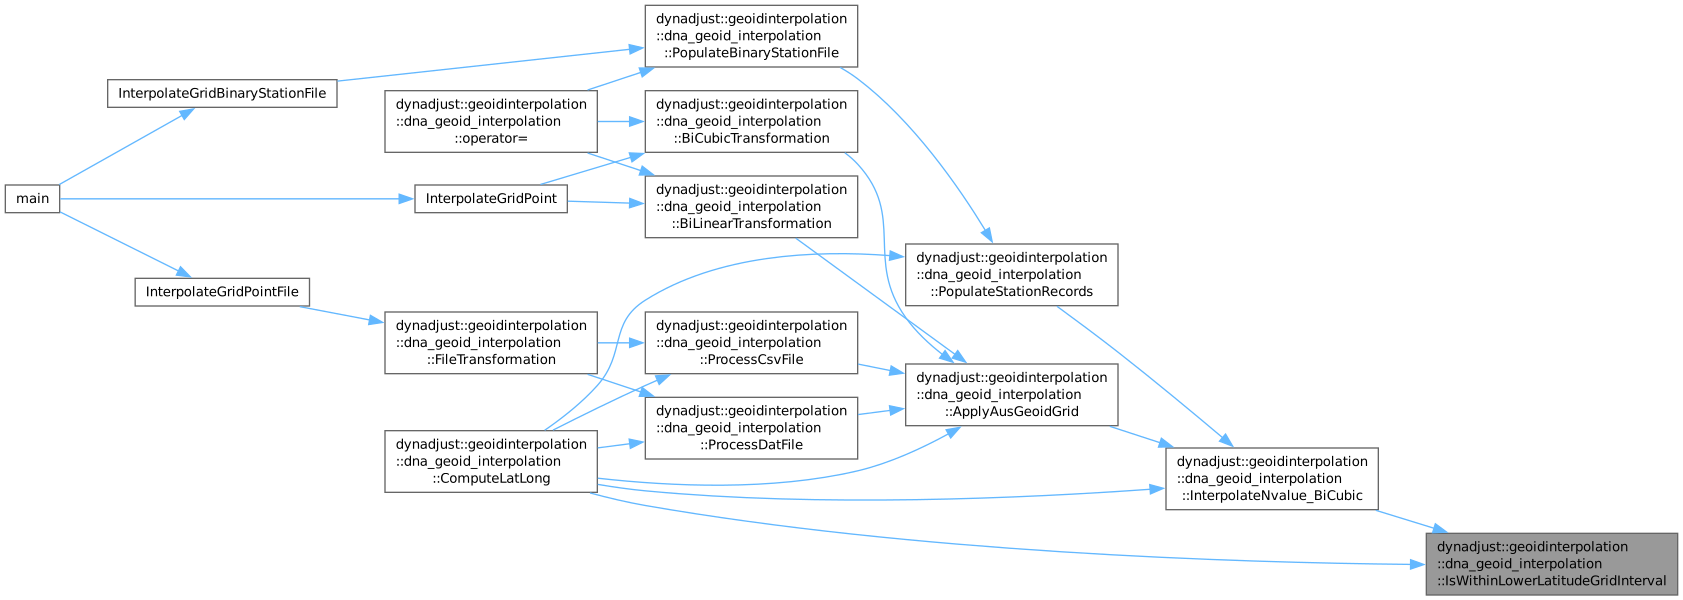 dynadjust::geoidinterpolation
::dna_geoid_interpolation
::PopulateBinaryStationFile
InterpolateGridBinaryStationFile
dynadjust::geoidinterpolation
::dna_geoid_interpolation
::operator=
dynadjust::geoidinterpolation
::dna_geoid_interpolation
::BiCubicTransformation
main
InterpolateGridPoint
dynadjust::geoidinterpolation
::dna_geoid_interpolation
::BiLinearTransformation
dynadjust::geoidinterpolation
::dna_geoid_interpolation
::PopulateStationRecords
InterpolateGridPointFile
dynadjust::geoidinterpolation
::dna_geoid_interpolation
::FileTransformation
dynadjust::geoidinterpolation
::dna_geoid_interpolation
::ProcessCsvFile
dynadjust::geoidinterpolation
::dna_geoid_interpolation
::ApplyAusGeoidGrid
dynadjust::geoidinterpolation
::dna_geoid_interpolation
::ProcessDatFile
dynadjust::geoidinterpolation
::dna_geoid_interpolation
::ComputeLatLong
dynadjust::geoidinterpolation
::dna_geoid_interpolation
::InterpolateNvalue_BiCubic
dynadjust::geoidinterpolation
::dna_geoid_interpolation
::IsWithinLowerLatitudeGridInterval